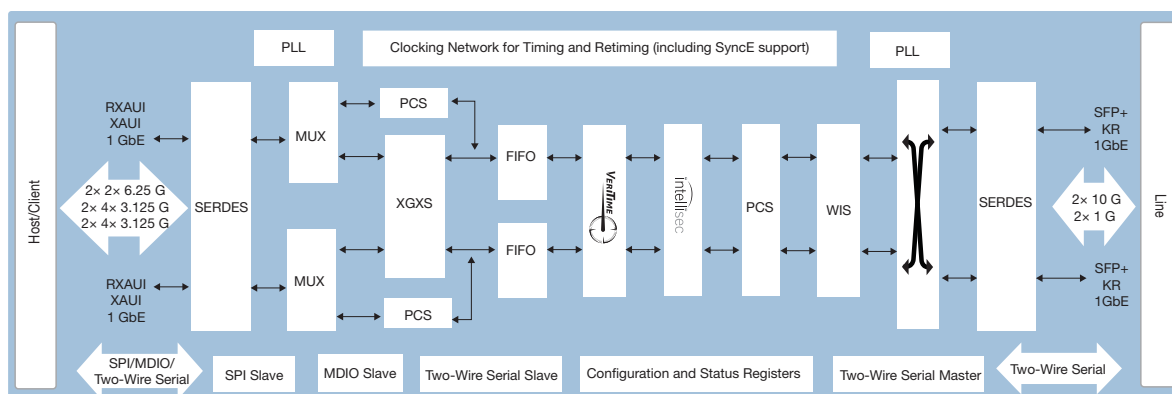 PLL
Clocking Network for Timing and Retiming (including SyncE support)
PLL
Host/Client
RXAUI
XAUI
1 GbE
2× 2× 6.25 G
2× 4× 3.125 G
2× 4× 3.125 G
RXAUI
XAUI
1 GbE
SERDES
MUX
MUX
PCS
XGXS
PCS
FIFO
FIFO
VERITIME
intellisec
PCS
WIS
SERDES
SFP+
KR
1GbE
2× 10 G
2× 1 G
SFP+
KR
1GbE
Line
SPI/MDIO/
Two-Wire Serial
SPI Slave
MDIO Slave
Two-Wire Serial Slave
Configuration and Status Registers
Two-Wire Serial Master
Two-Wire Serial